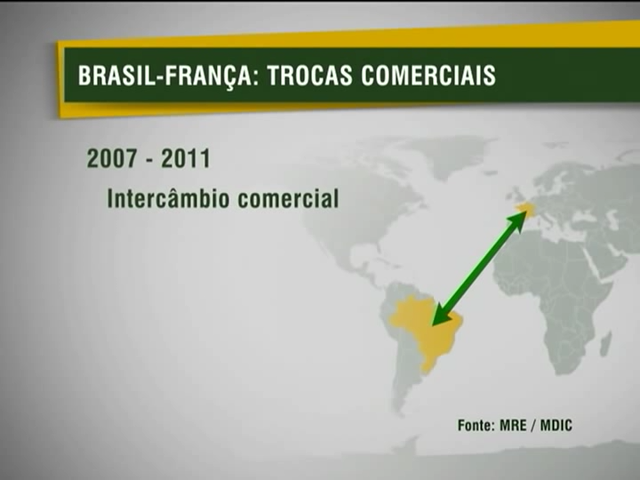 BRASIL-FRANÇA: TROCAS COMERCIAIS
2007 - 2011
Intercâmbio comercial
Fonte: MRE / MDIC